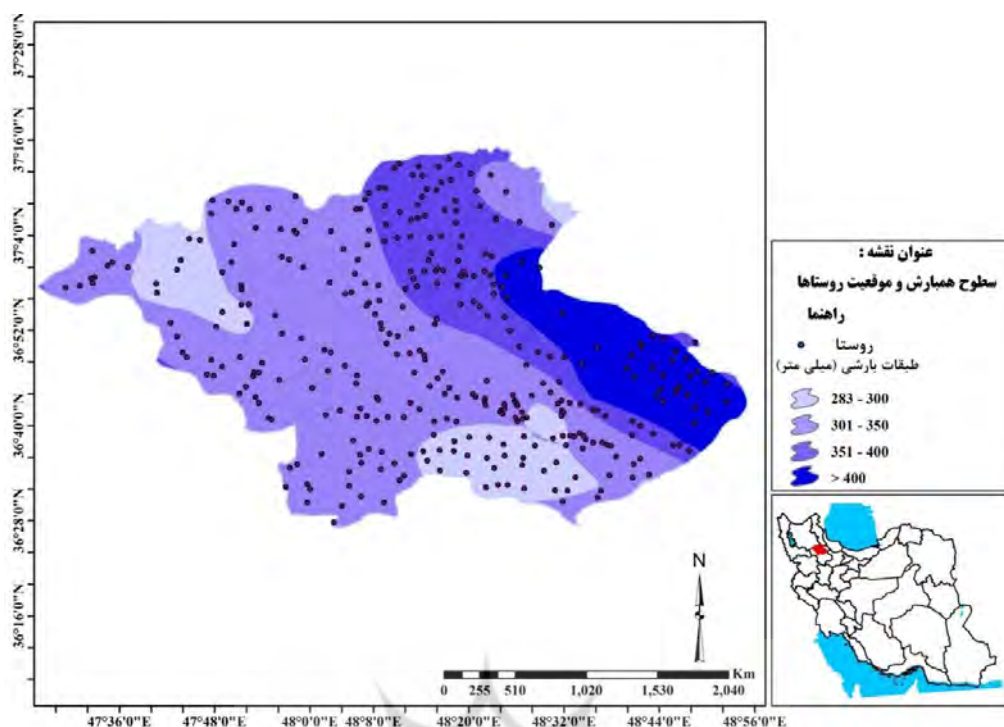 37°28'0"N
37°16'0"N
37°4'0"N
36°52'0"N
36°40'0"N
36°28'0"N
36°16'0"N
عنوان نقشه :
سطوح همبارش و موقعیت روستاها
راهنما
روستا
طبقات بارشی (میلی متر)
283 - 300
301 - 350
351 - 400
> 400
N
Km
0 255 510 1,020 1,530 2,040
47°36'0"E 47°48'0"E 48°0'0"E 48°8'0"E 48°20'0"E 48°32'0"E 48°44'0"E 48°56'0"E